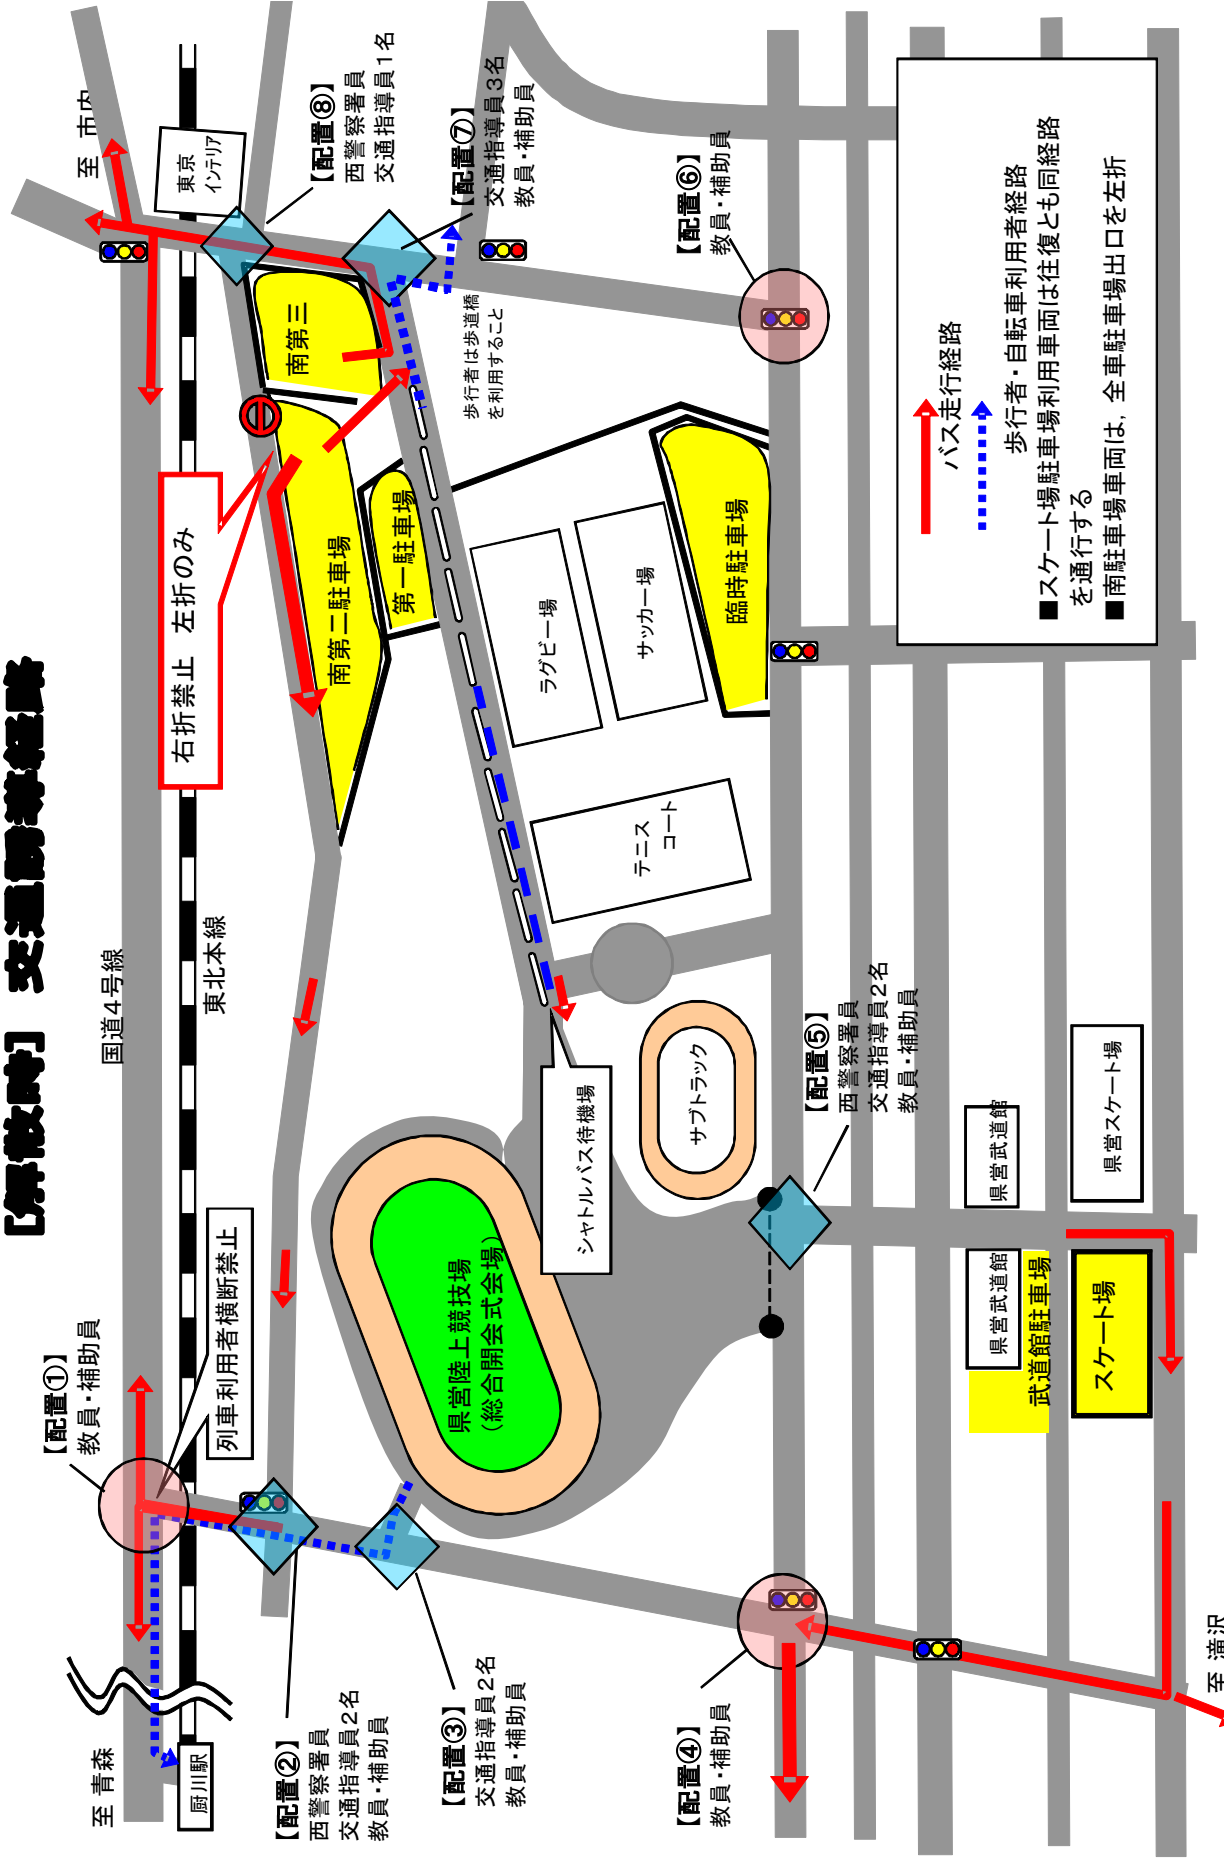 【解散時】　交通誘導経路
国道4号線
東北本線
至 青森
至 市内
厨川駅
列車利用者横断禁止
右折禁止　左折のみ
東京
インテリア
【配置①】
教員・補助員
【配置②】
西警察署員
交通指導員2名
教員・補助員
【配置③】
交通指導員2名
教員・補助員
【配置④】
教員・補助員
【配置⑤】
西警察署員
交通指導員2名
教員・補助員
【配置⑥】
教員・補助員
【配置⑦】
交通指導員3名
教員・補助員
【配置⑧】
西警察署員
交通指導員1名
南第三
南第二駐車場
第一駐車場
臨時駐車場
歩行者は歩道橋
を利用すること
ラグビー場
サッカー場
テニス
コート
サブトラック
シャトルバス待機場
県営陸上競技場
（総合開会式会場）
県営武道館
県営武道館
武道館駐車場
県営スケート場
スケート場
至 滝沢
バス走行経路
歩行者・自転車利用者経路
■スケート場駐車場利用車両は往復とも同経路
を通行する
■南駐車場車両は，全車駐車場出口を左折